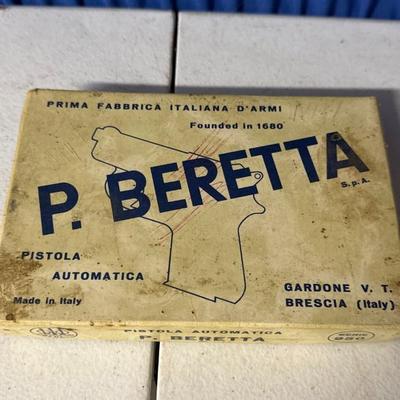 PRIMA FABBRICA ITALIANA D'ARMI
Founded in 1680
P. BERETTA
S.p.A.
PISTOLA
AUTOMATICA
Made in Italy
GARDONE V. T.
BRESCIA (Italy)
PISTOLA AUTOMATICA
P. BERETTA
SERIE
950